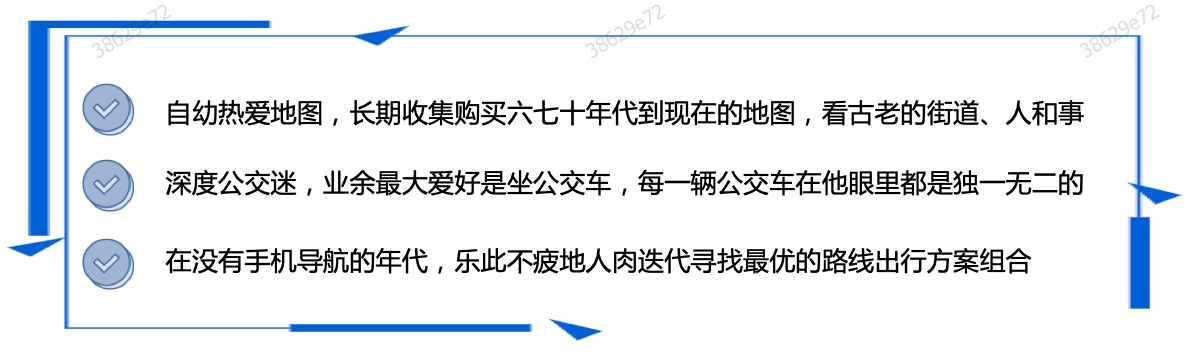 38629e72 38629e72 38629e72
自幼热爱地图，长期收集购买六七十年代到现在的地图，看古老的街道、人和事
深度公交迷，业余最大爱好是坐公交车，每一辆公交车在他眼里都是独一无二的
在没有手机导航的年代，乐此不疲地人肉迭代寻找最优的路线出行方案组合